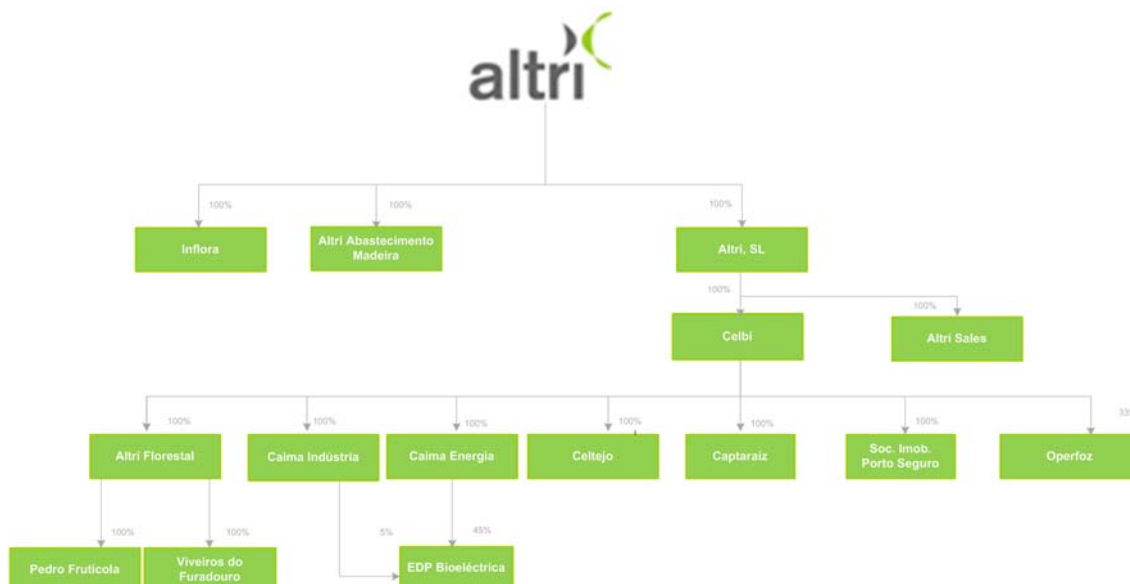 altri
100%
100%
100%
Inflora
Altri Abastecimento
Madeira
Altri, SL
100%
100%
Celbi
Altri Sales
100%
100%
100%
100%
100%
100%
33%
Altri Florestal
Caima Indústria
Caima Energia
Celtejo
Captaraíz
Soc. Imob.
Porto Seguro
Operfoz
100%
100%
5%
45%
Pedro Frutícola
Viveiros do
Furadouro
EDP Bioeléctrica